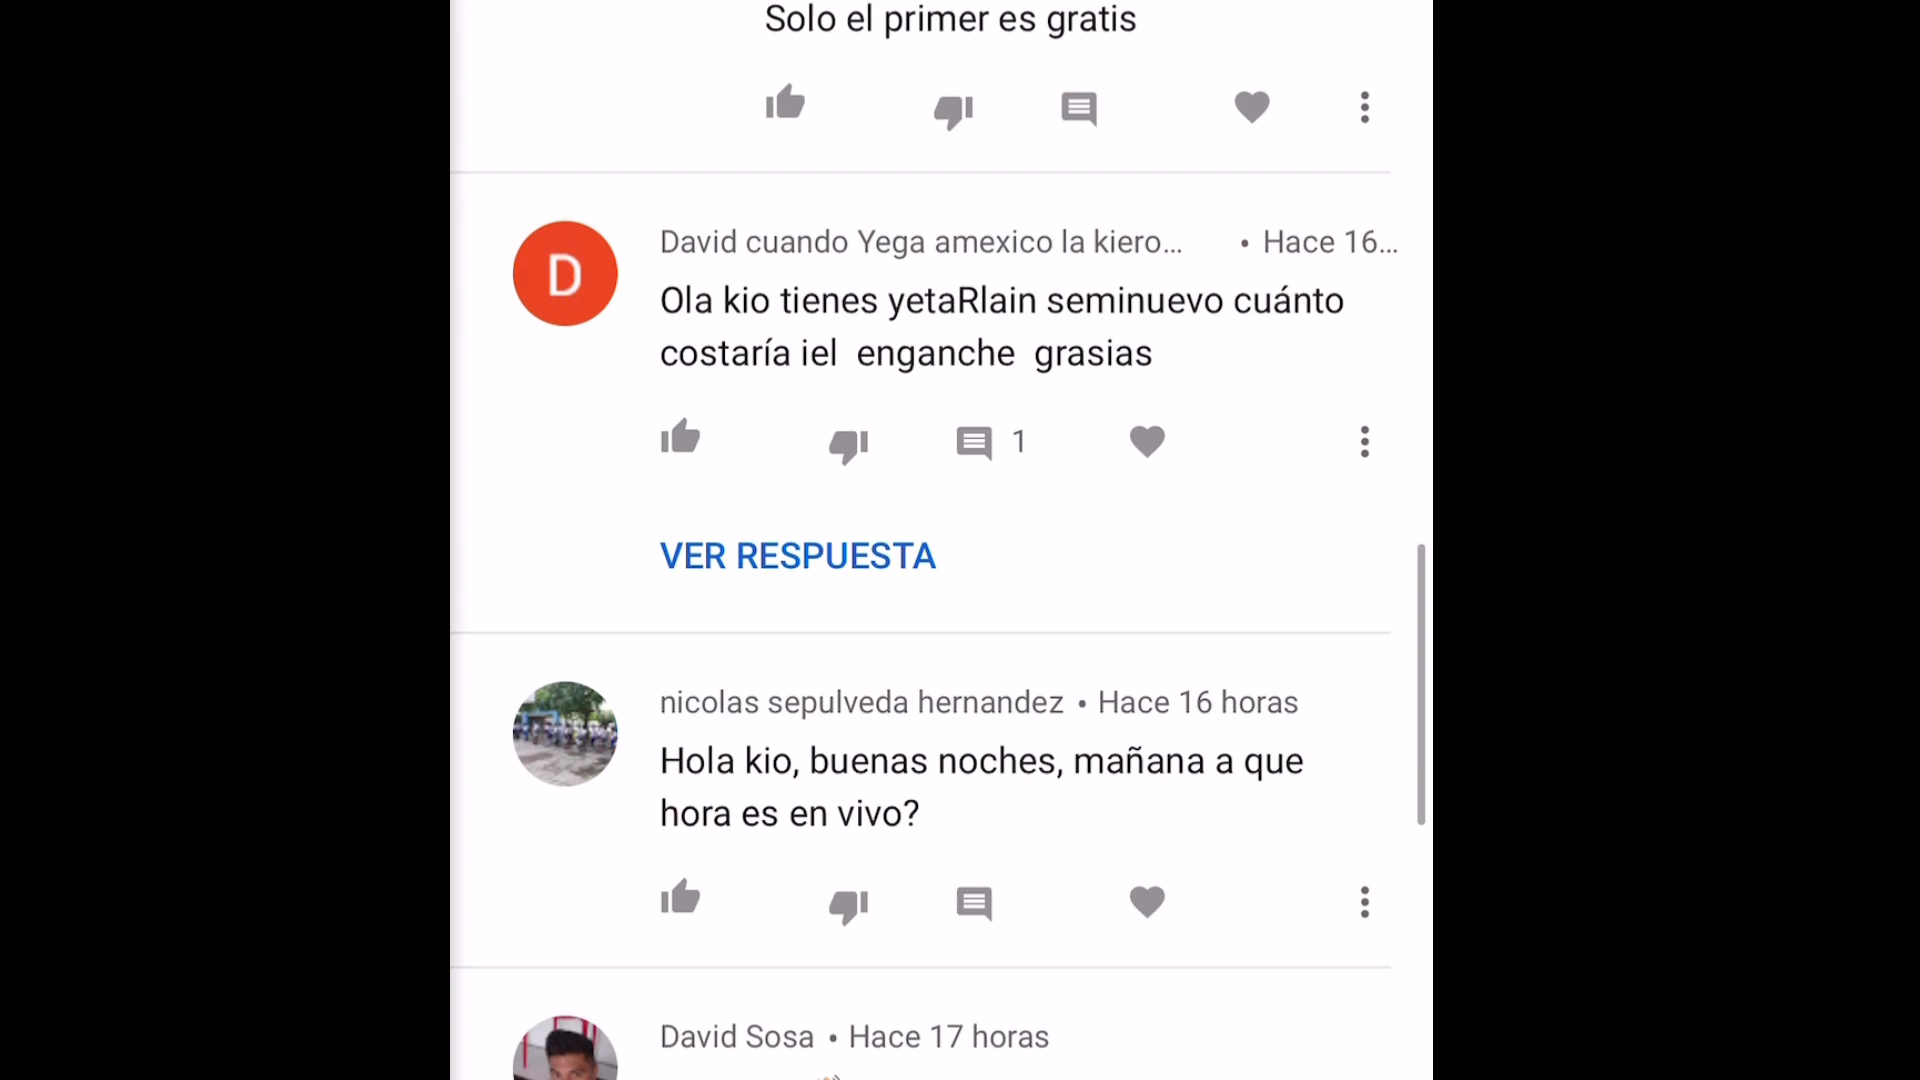 Solo el primer es gratis
David cuando Yega amexico la kiero... • Hace 16...
D
Ola kio tienes yetaRlain seminuevo cuánto
costaría iel enganche grasias
1
VER RESPUESTA
nicolas sepulveda hernandez • Hace 16 horas
Hola kio, buenas noches, mañana a que
hora es en vivo?
David Sosa • Hace 17 horas